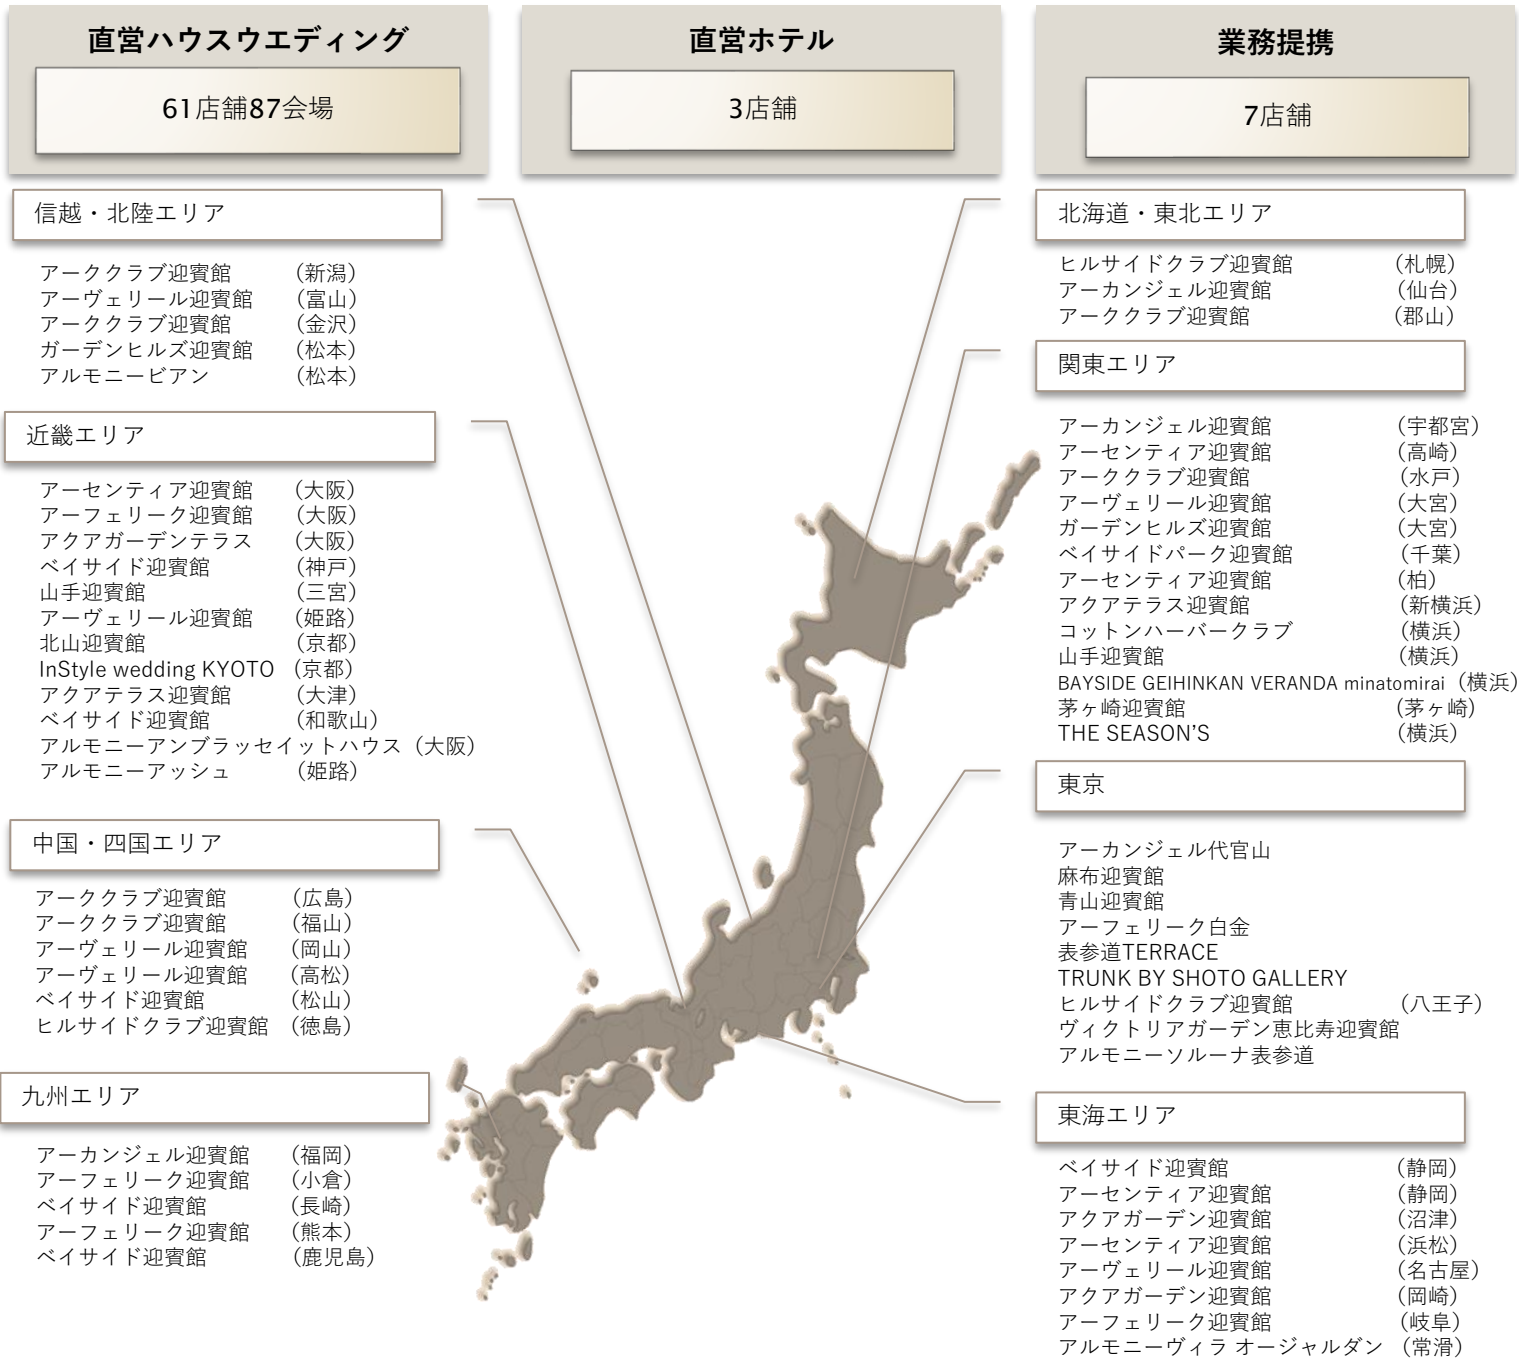 直営ハウスウエディング
61店舗87会場
直営ホテル
3店舗
業務提携
7店舗
信越・北陸エリア
アーククラブ迎賓館 （新潟）
アーヴェリール迎賓館 （富山）
アーククラブ迎賓館 （金沢）
ガーデンヒルズ迎賓館 （松本）
アルモニービアン （松本）
近畿エリア
アーセンティア迎賓館 （大阪）
アーフェリーク迎賓館 （大阪）
アクアガーデンテラス （大阪）
ベイサイド迎賓館 （神戸）
山手迎賓館 （三宮）
アーヴェリール迎賓館 （姫路）
北山迎賓館 （京都）
InStyle wedding KYOTO （京都）
アクアテラス迎賓館 （大津）
ベイサイド迎賓館 （和歌山）
アルモニーアンブラッセイットハウス（大阪）
アルモニーアッシュ （姫路）
中国・四国エリア
アーククラブ迎賓館 （広島）
アーククラブ迎賓館 （福山）
アーヴェリール迎賓館 （岡山）
アーヴェリール迎賓館 （高松）
ベイサイド迎賓館 （松山）
ヒルサイドクラブ迎賓館 （徳島）
九州エリア
アーカンジェル迎賓館 （福岡）
アーフェリーク迎賓館 （小倉）
ベイサイド迎賓館 （長崎）
アーフェリーク迎賓館 （熊本）
ベイサイド迎賓館 （鹿児島）
北海道・東北エリア
ヒルサイドクラブ迎賓館 （札幌）
アーカンジェル迎賓館 （仙台）
アーククラブ迎賓館 （郡山）
関東エリア
アーカンジェル迎賓館 （宇都宮）
アーセンティア迎賓館 （高崎）
アーククラブ迎賓館 （水戸）
アーヴェリール迎賓館 （大宮）
ガーデンヒルズ迎賓館 （大宮）
ベイサイドパーク迎賓館 （千葉）
アーセンティア迎賓館 （柏）
アクアテラス迎賓館 （新横浜）
コットンハーバークラブ （横浜）
山手迎賓館 （横浜）
BAYSIDE GEIHINKAN VERANDA minatomirai （横浜）
茅ヶ崎迎賓館 （茅ヶ崎）
THE SEASON'S （横浜）
東京
アーカンジェル代官山
麻布迎賓館
青山迎賓館
アーフェリーク白金
表参道TERRACE
TRUNK BY SHOTO GALLERY
ヒルサイドクラブ迎賓館 （八王子）
ヴィクトリアガーデン恵比寿迎賓館
アルモニーソルーナ表参道
東海エリア
ベイサイド迎賓館 （静岡）
アーセンティア迎賓館 （静岡）
アクアガーデン迎賓館 （沼津）
アーセンティア迎賓館 （浜松）
アーヴェリール迎賓館 （名古屋）
アクアガーデン迎賓館 （岡崎）
アーフェリーク迎賓館 （岐阜）
アルモニーヴィラ オージャルダン （常滑）